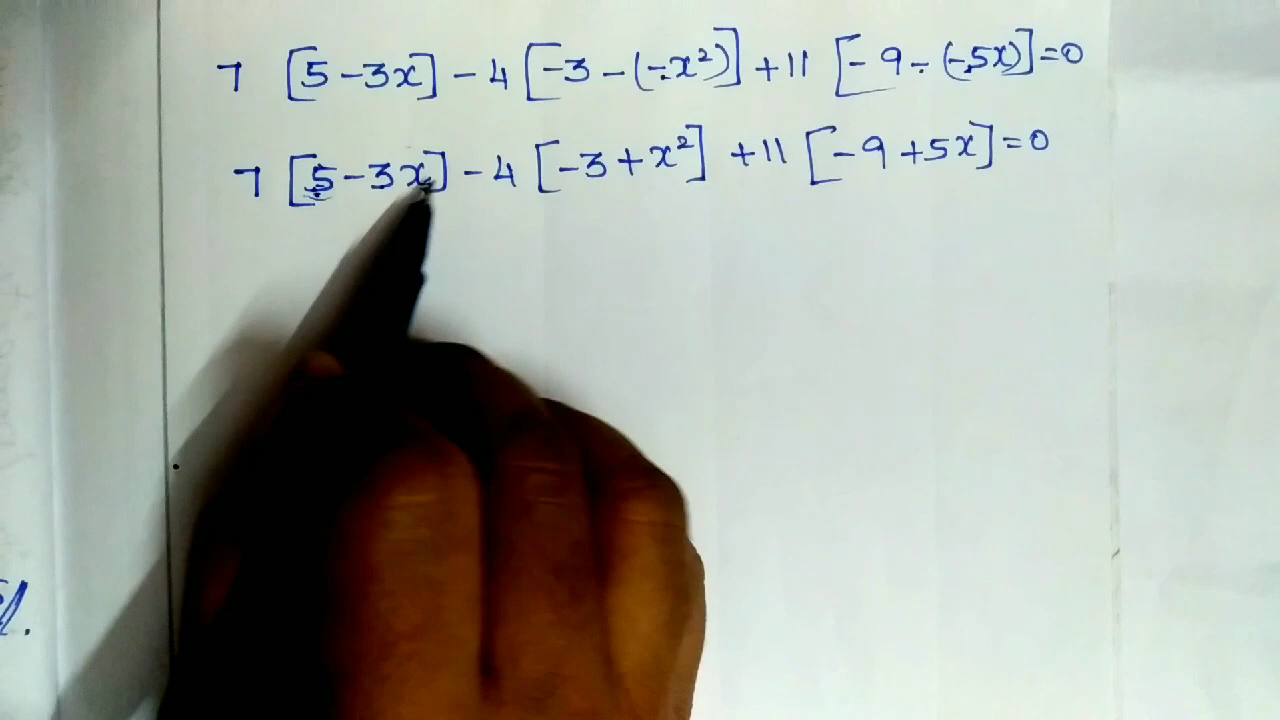 7 [5 - 3x] - 4 [-3 - (-x²)] + 11 [-9 - (-5x)] = 0
7 [5 - 3x] - 4 [-3 + x²] + 11 [-9 + 5x] = 0